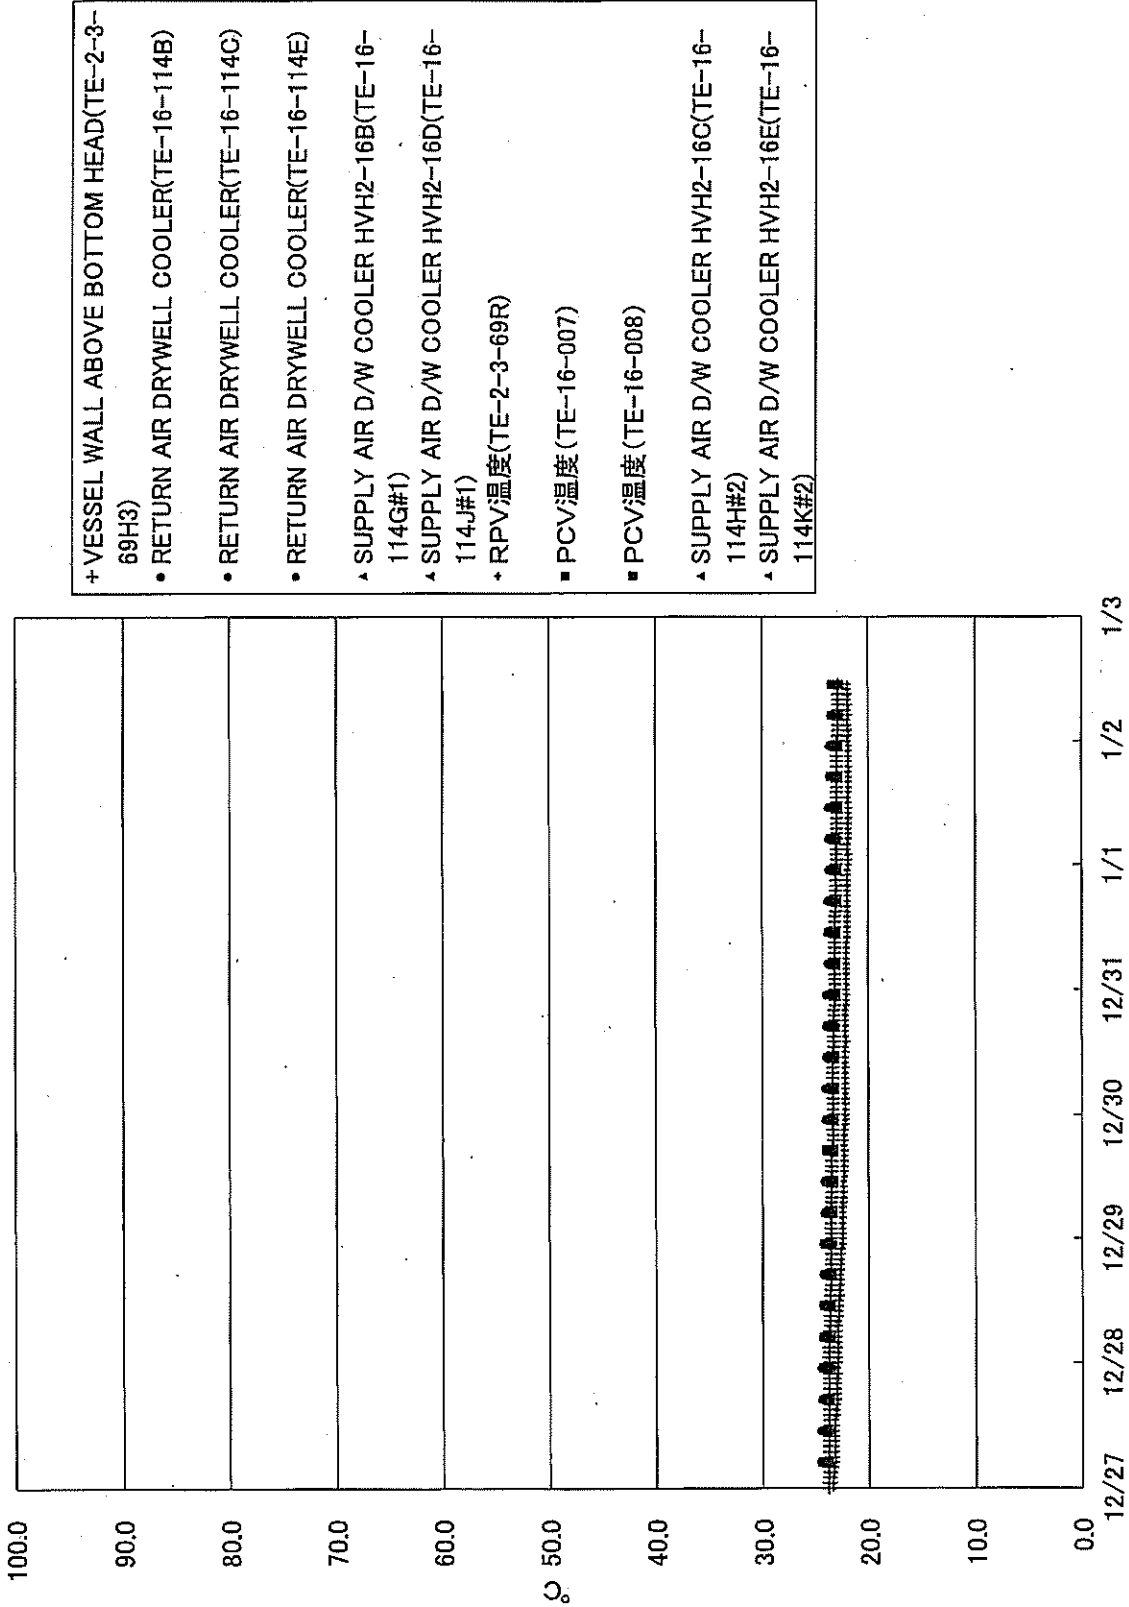 100.0
90.0
80.0
70.0
60.0
50.0
40.0
30.0
20.0
10.0
0.0
℃
12/27
12/28
12/29
12/30
12/31
1/1
1/2
1/3
+ VESSEL WALL ABOVE BOTTOM HEAD(TE-2-3-
69H3)
• RETURN AIR DRYWELL COOLER(TE-16-114B)
• RETURN AIR DRYWELL COOLER(TE-16-114C)
• RETURN AIR DRYWELL COOLER(TE-16-114E)
▲ SUPPLY AIR D/W COOLER HVH2-16B(TE-16-
114G#1)
▲ SUPPLY AIR D/W COOLER HVH2-16D(TE-16-
114J#1)
+ RPV温度(TE-2-3-69R)
■ PCV温度(TE-16-007)
■ PCV温度(TE-16-008)
▲ SUPPLY AIR D/W COOLER HVH2-16C(TE-16-
114H#2)
▲ SUPPLY AIR D/W COOLER HVH2-16E(TE-16-
114K#2)